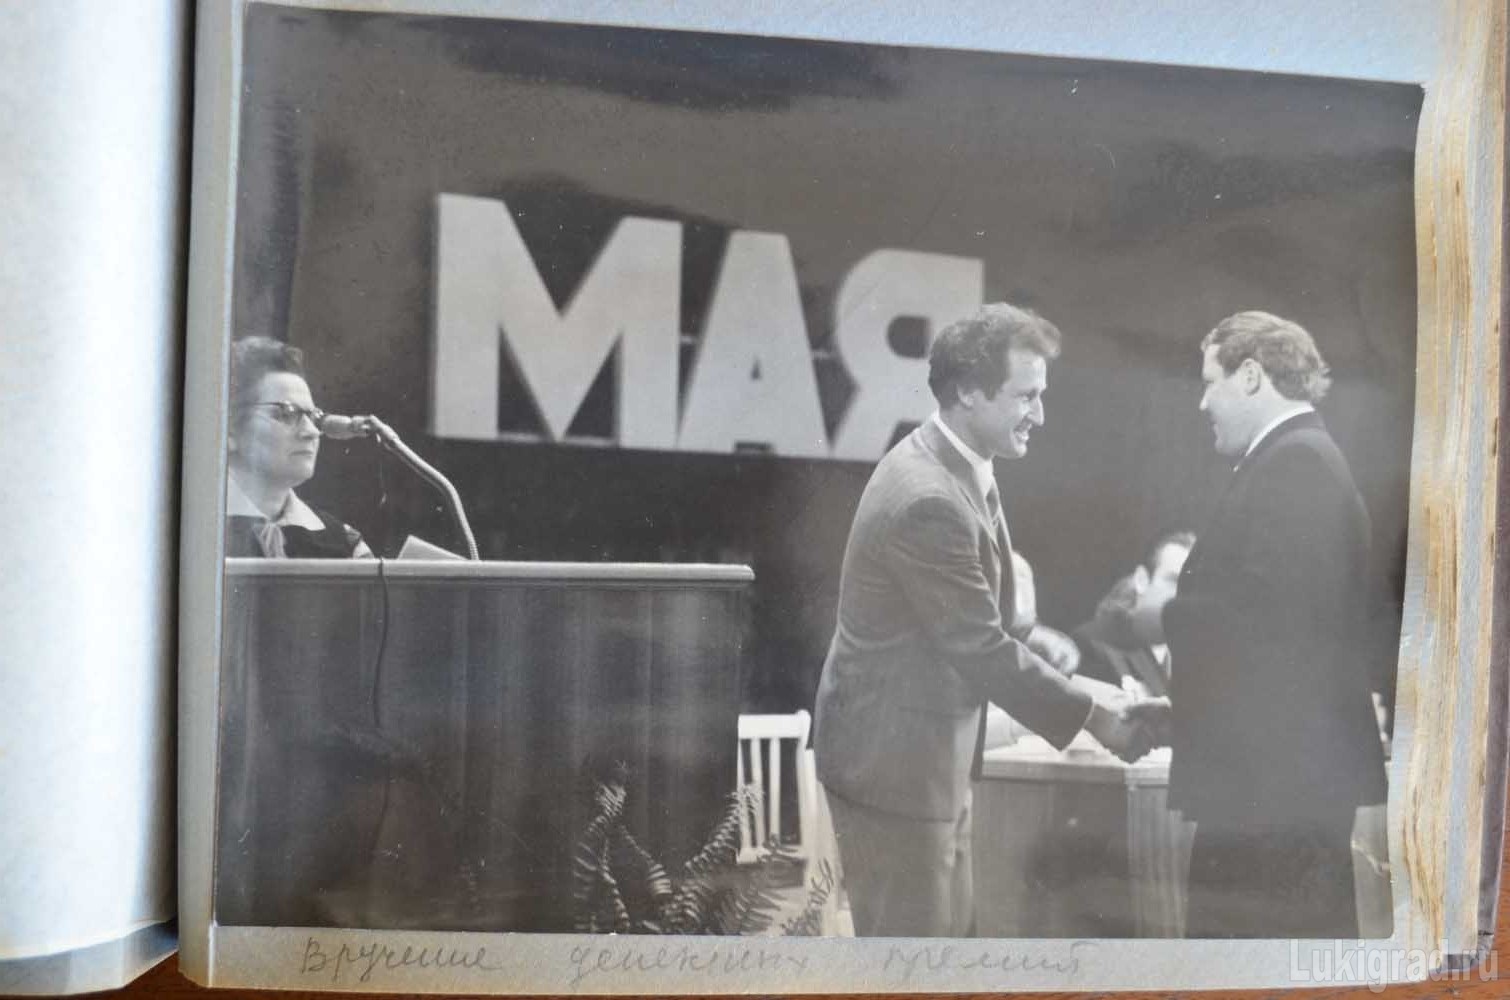 МАЯ
Вручение денежных премий
Lukigrad.ru